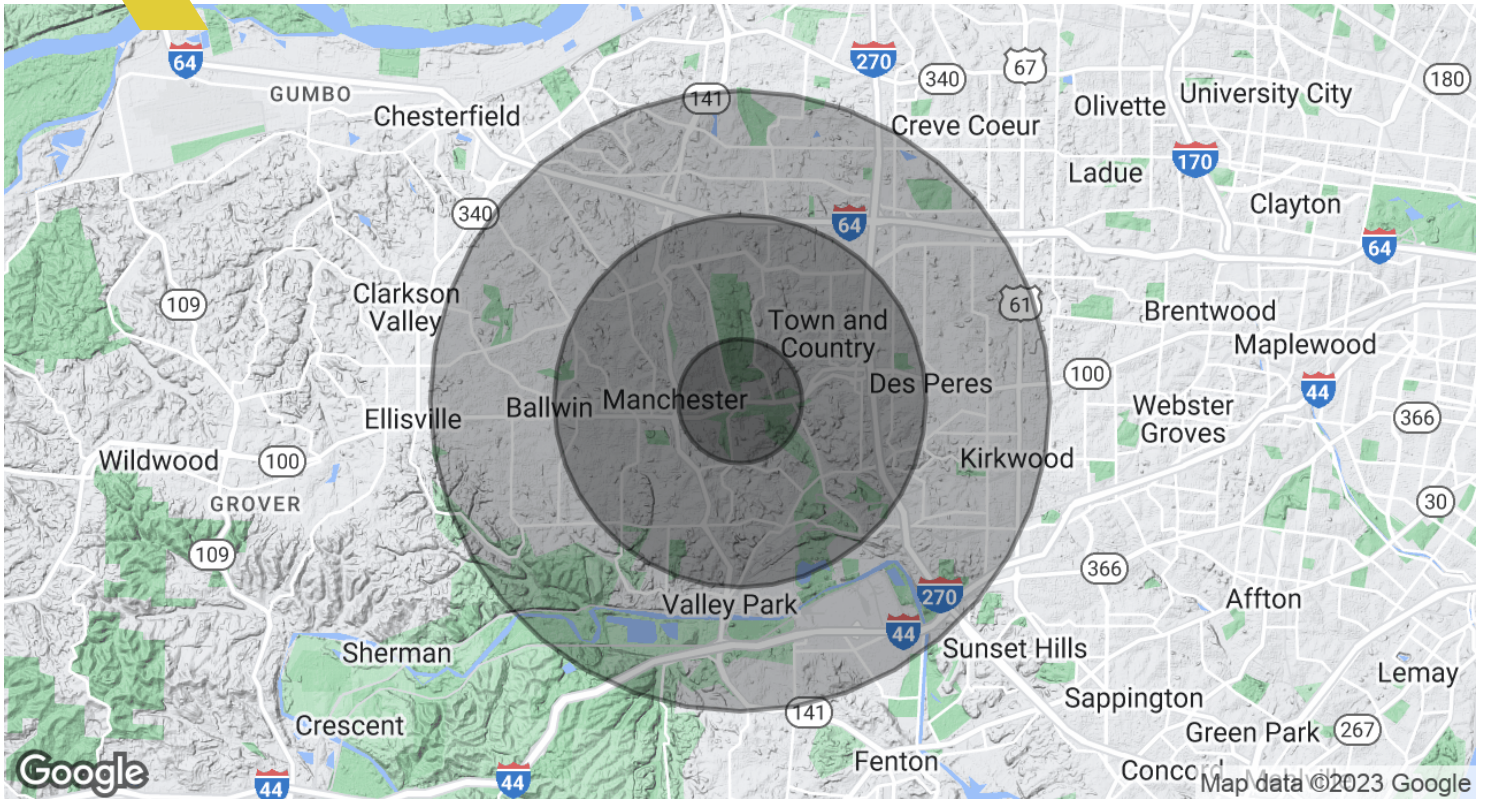 64
270
67
340
180
GUMBO
141
Olivette
University City
Chesterfield
Creve Coeur
170
Ladue
Clayton
340
64
64
Clarkson
Valley
109
61
Brentwood
Town and
Country
Maplewood
100
Des Peres
44
Manchester
Ballwin
Ellisville
Webster
Groves
366
Wildwood
100
Kirkwood
GROVER
30
109
366
270
Affton
Valley Park
44
Sherman
Sunset Hills
Lemay
Sappington
141
Crescent
Green Park
267
Fenton
Google
44
44
Concord
Mehlville
Map data ©2023 Google